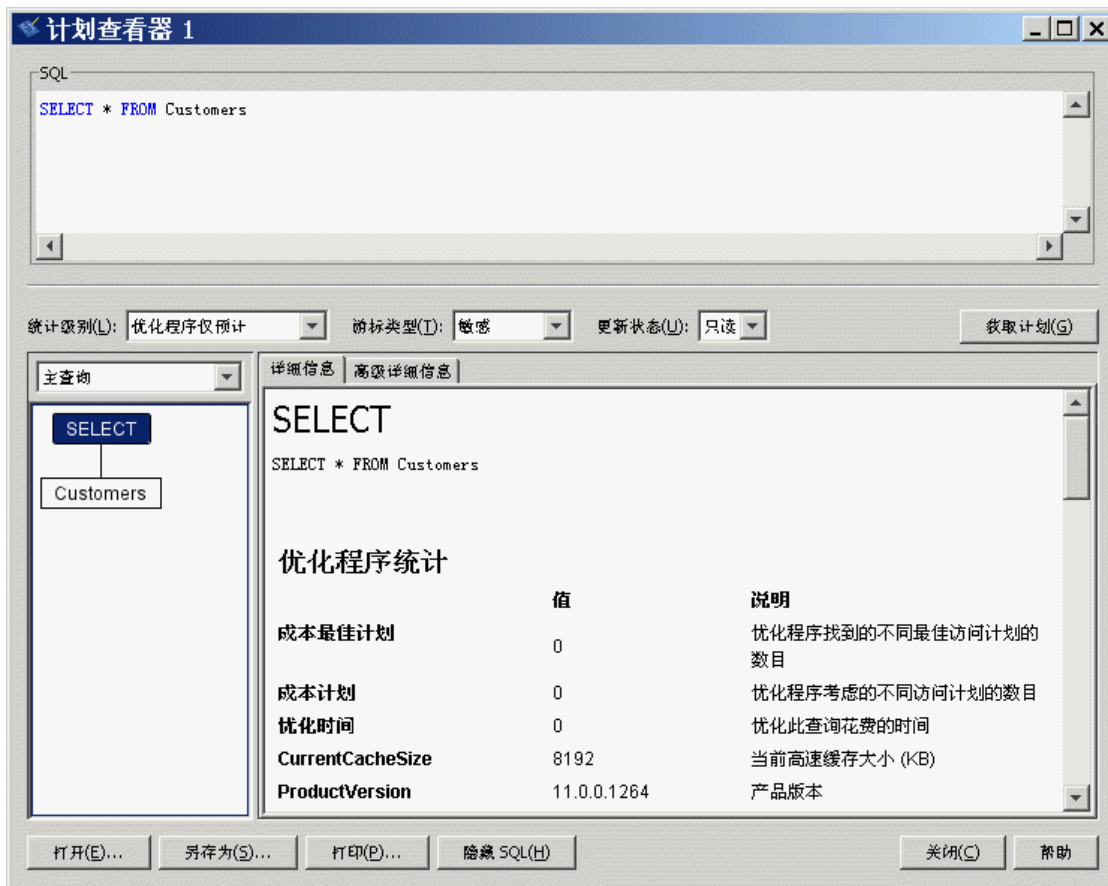 计划查看器 1
SQL
SELECT * FROM Customers
统计级别(L): 优化程序仅预计 游标类型(T): 敏感 更新状态(U): 只读 获取计划(G)
主查询
SELECT
Customers
详细信息 高级详细信息
SELECT
SELECT * FROM Customers
优化程序统计
值 说明
成本最佳计划 0 优化程序找到的不同最佳访问计划的
数目
成本计划 0 优化程序考虑的不同访问计划的数目
优化时间 0 优化此查询花费的时间
CurrentCacheSize 8192 当前高速缓存大小 (KB)
ProductVersion 11.0.0.1264 产品版本
打开(E)... 另存为(S)... 打印(P)... 隐藏 SQL(H) 关闭(C) 帮助